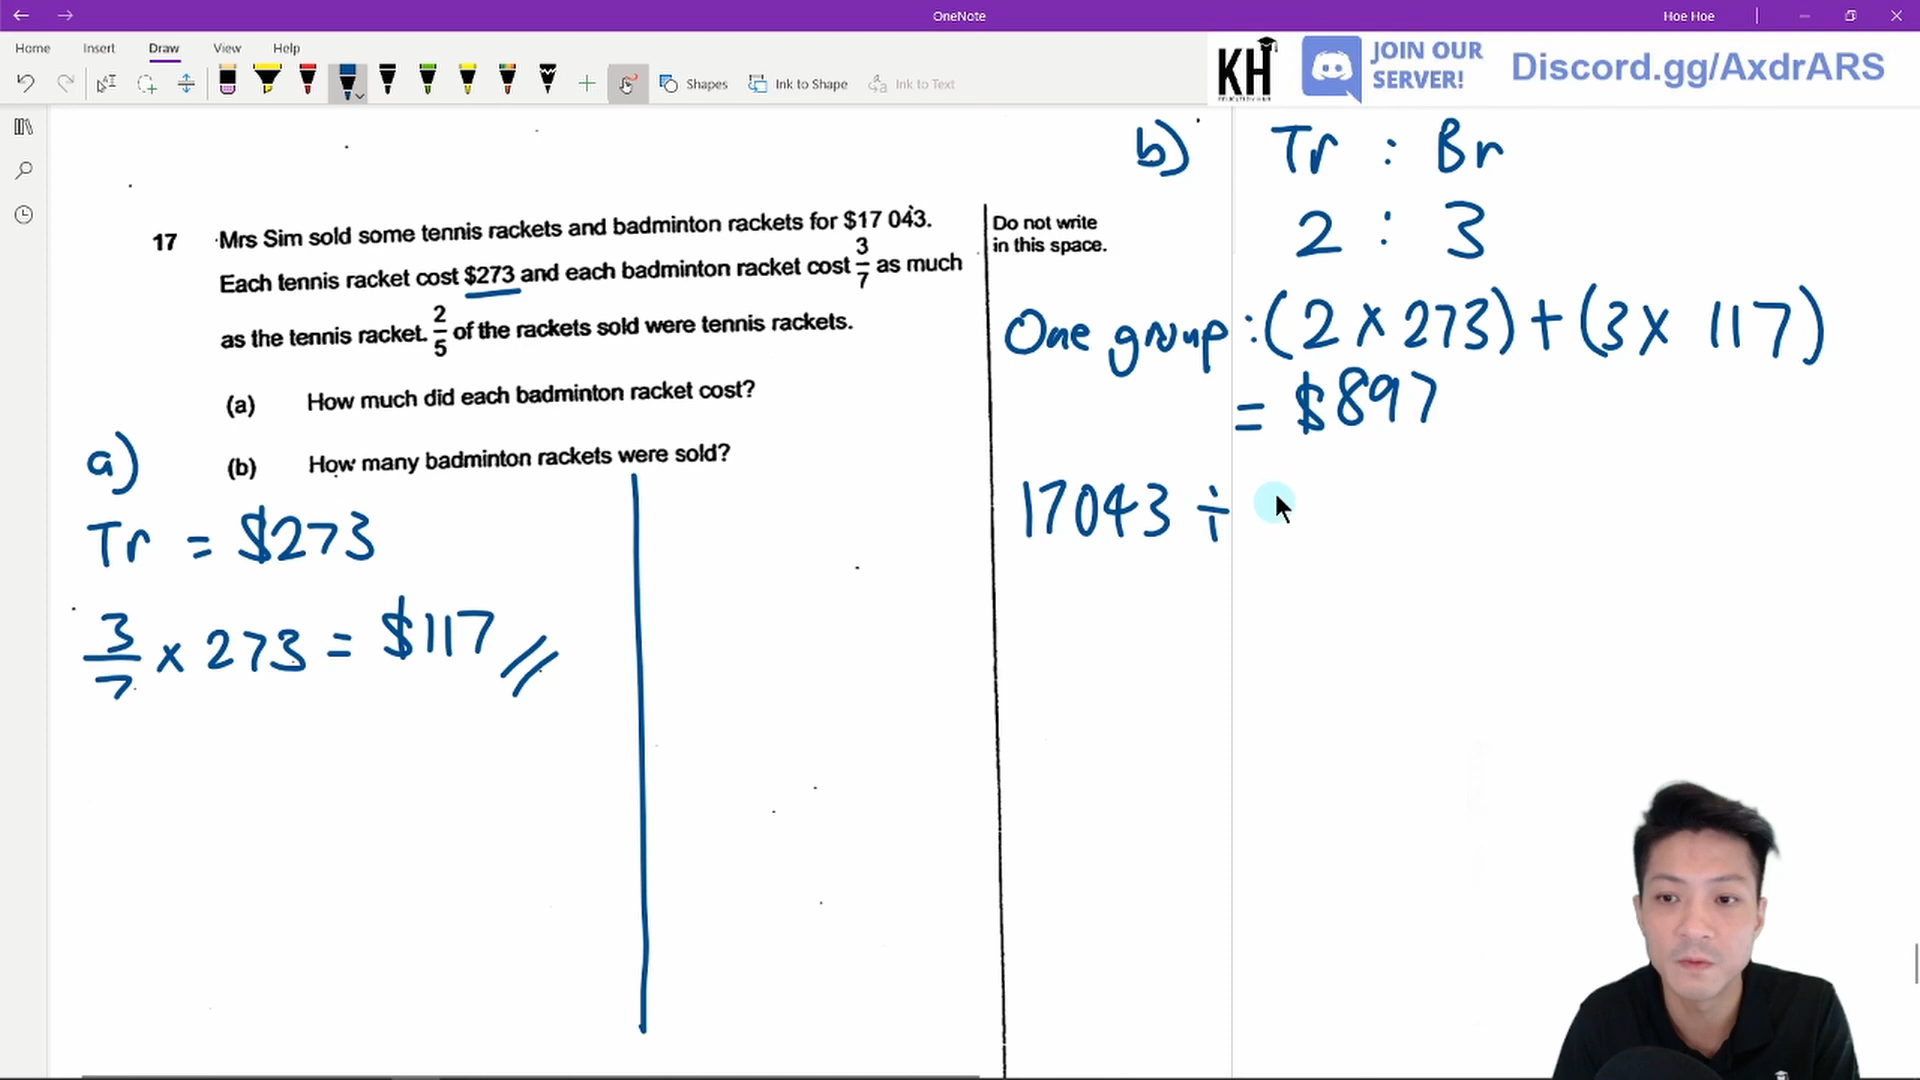 OneNote
Hoe Hoe
Home Insert Draw View Help
Shapes Ink to Shape Ink to Text
KH
JOIN OUR
SERVER!
Discord.gg/AxdrARS
17 Mrs Sim sold some tennis rackets and badminton rackets for $17 043.
Each tennis racket cost $273 and each badminton racket cost 3/7 as much
as the tennis racket. 2/5 of the rackets sold were tennis rackets.
(a) How much did each badminton racket cost?
(b) How many badminton rackets were sold?
Do not write
in this space.
a)
Tr = $273
3/7 x 273 = $117
b) Tr : Br
2 : 3
One group : (2 x 273) + (3 x 117)
= $897
17043 ÷